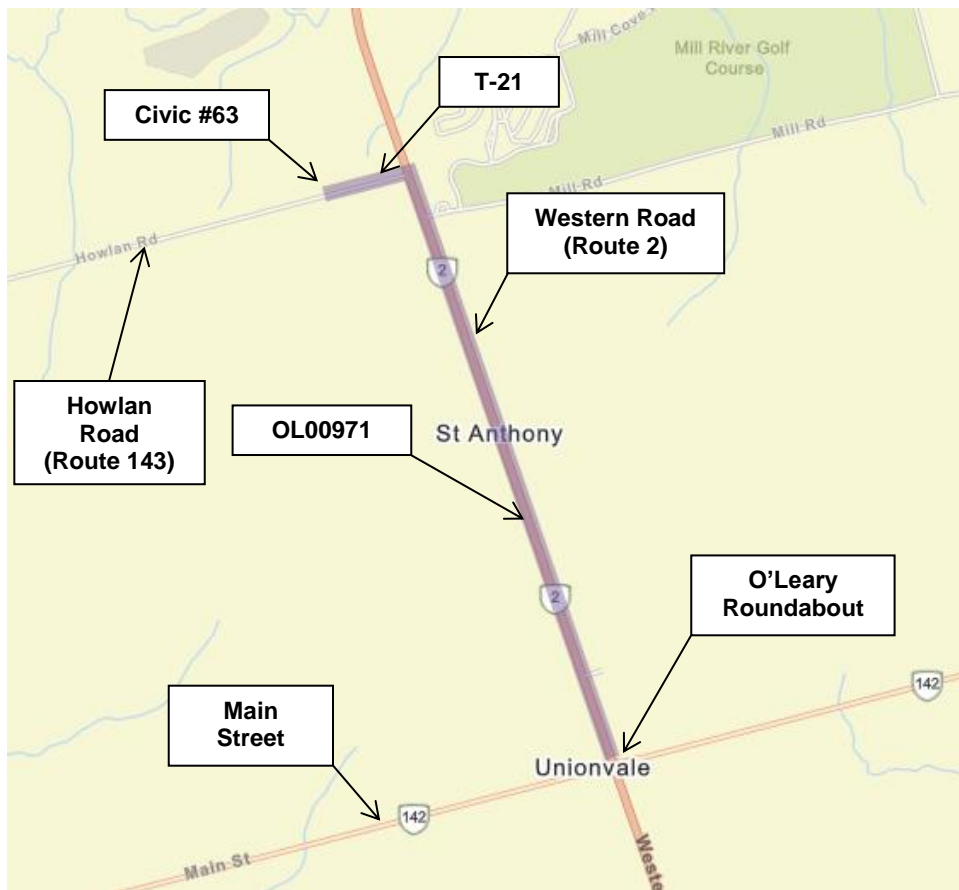 Mill Cove
Mill River Golf
Course
T-21
Civic #63
Mill Rd
Mill Rd
Western Road
(Route 2)
Howlan Rd
2
Howlan
Road
(Route 143)
OL00971
St Anthony
O’Leary
Roundabout
2
Main
Street
142
Unionvale
142
Main St
Weste